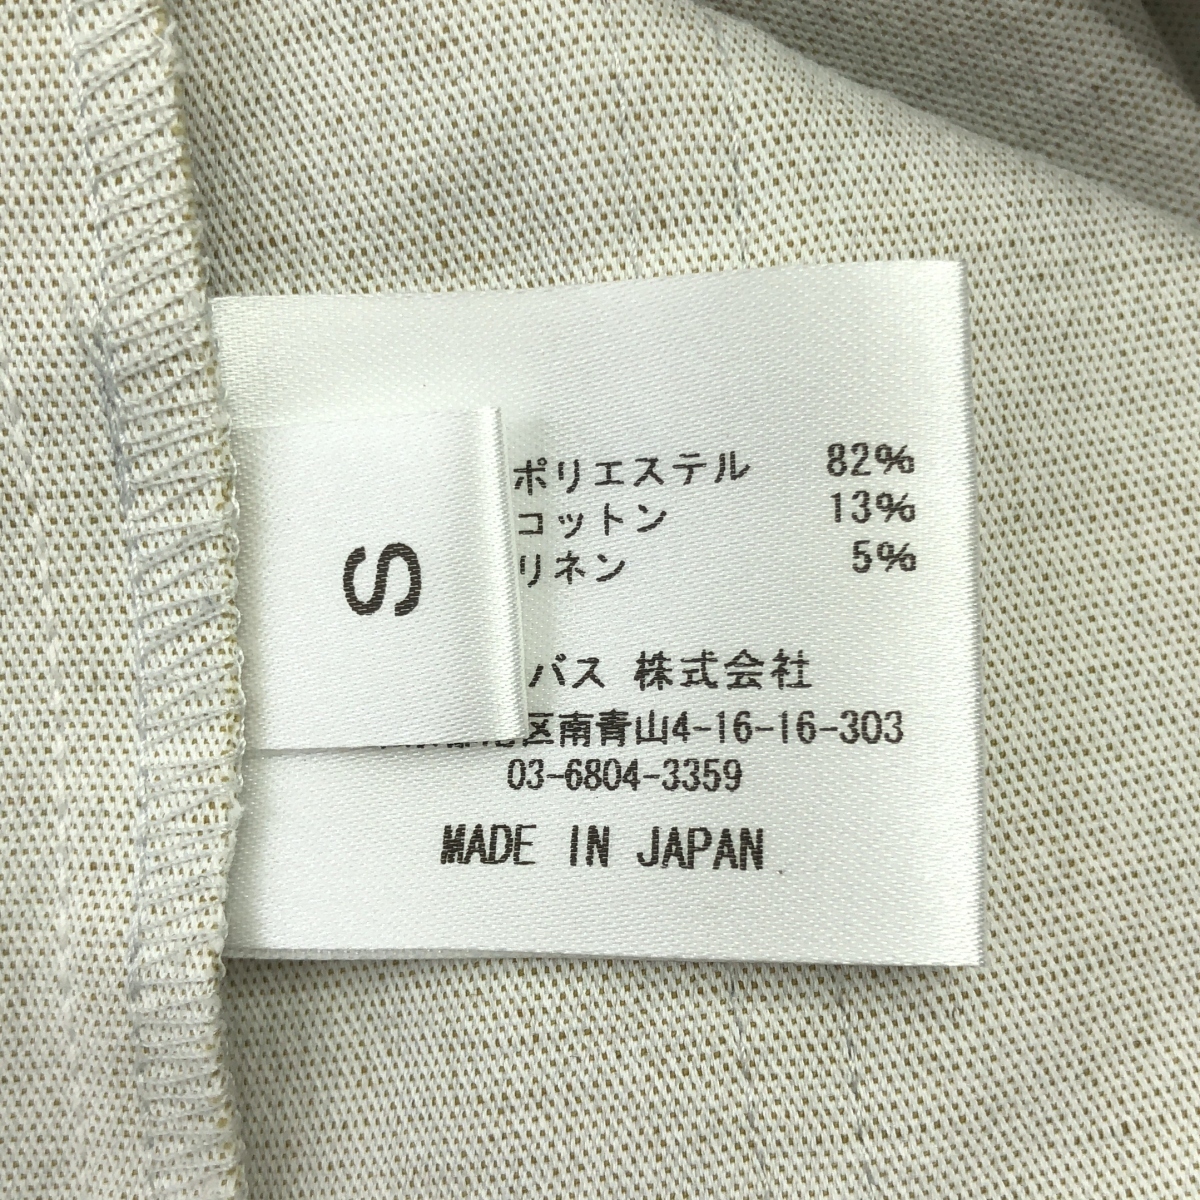 ポリエステル 82%
コットン 13%
リネン 5%
S
バス 株式会社
区南青山4-16-16-303
03-6804-3359
MADE IN JAPAN